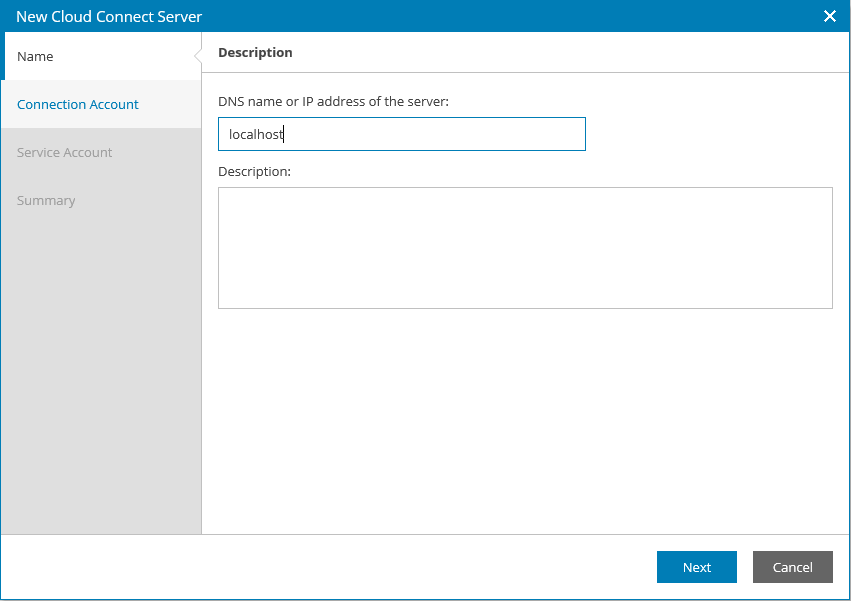 New Cloud Connect Server
Name
Connection Account
Service Account
Summary
Description
DNS name or IP address of the server:
localhost
Description:
Next
Cancel